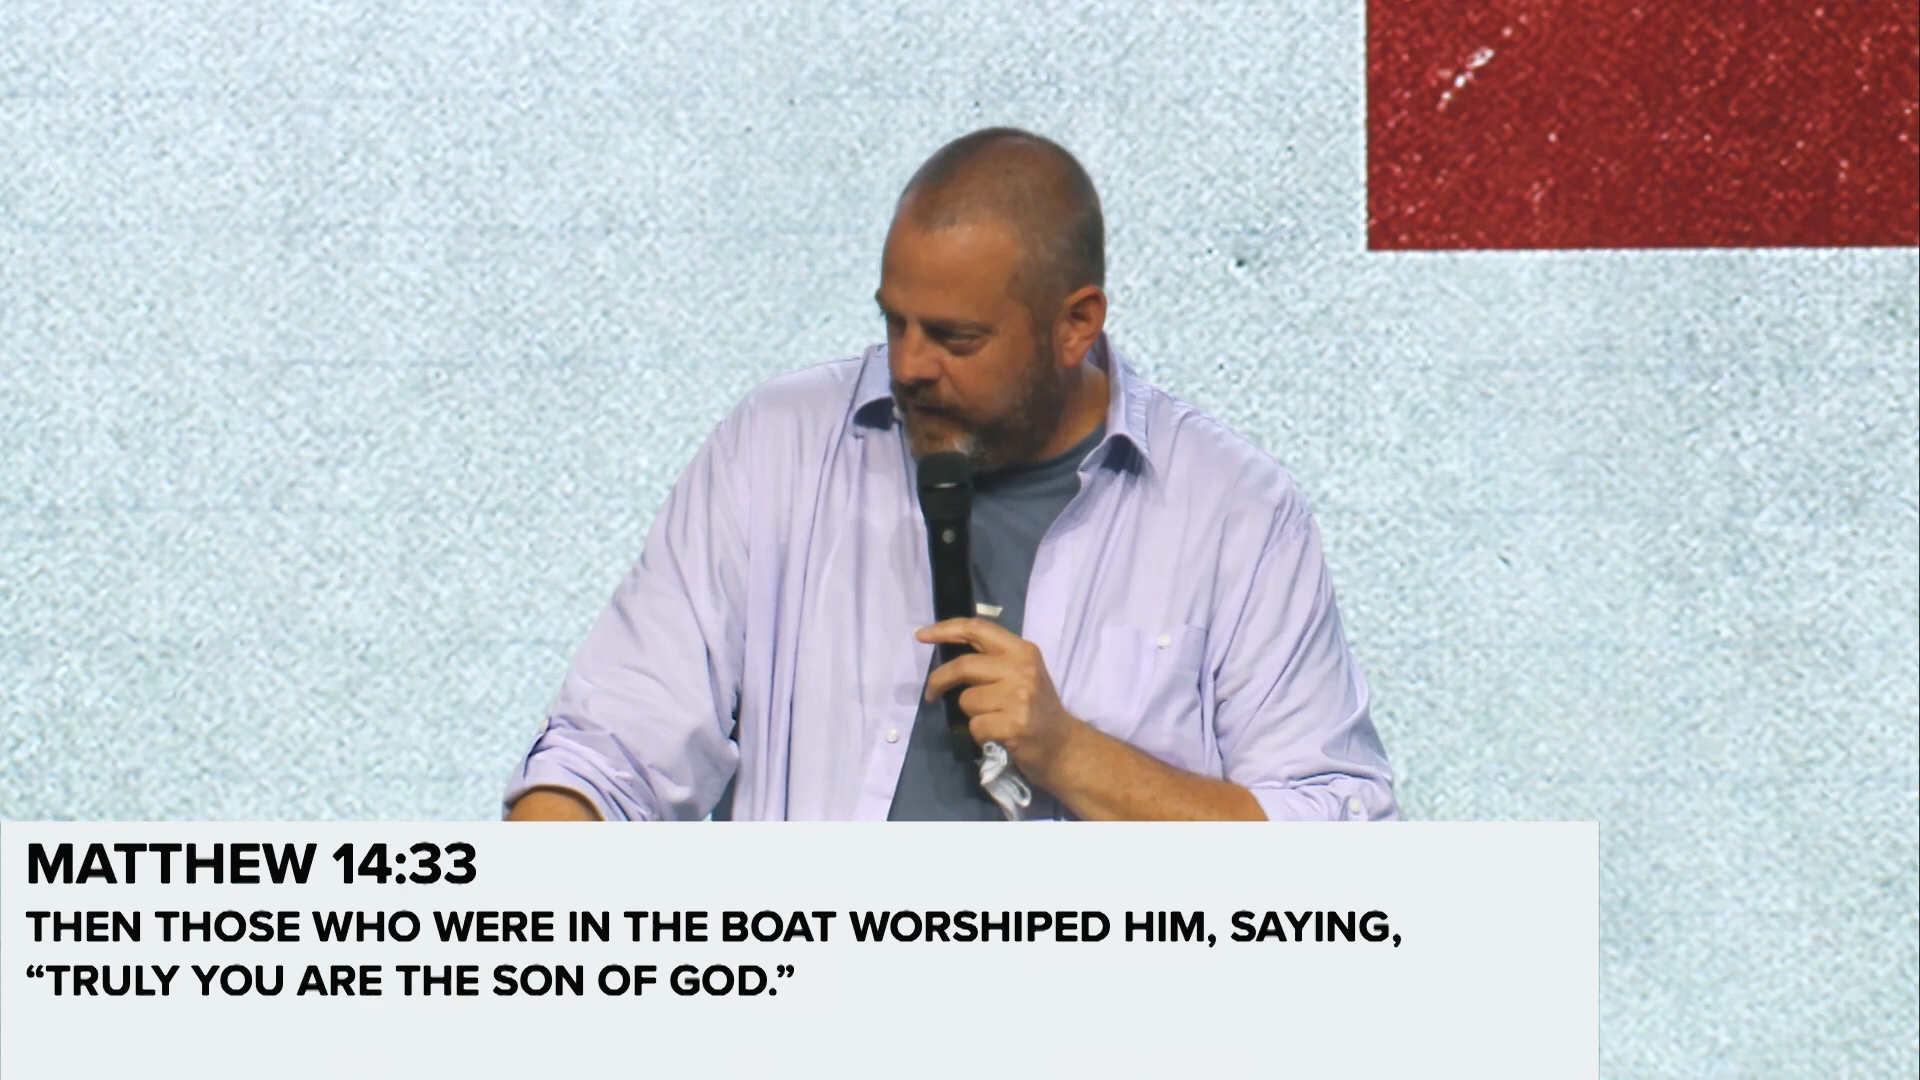 MATTHEW 14:33
THEN THOSE WHO WERE IN THE BOAT WORSHIPED HIM, SAYING,
“TRULY YOU ARE THE SON OF GOD.”